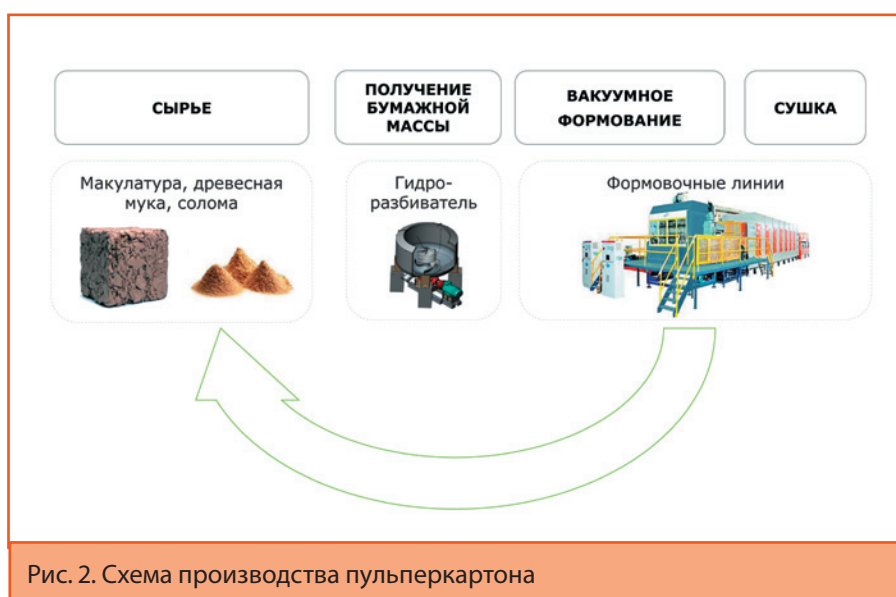 СЫРЬЕ
ПОЛУЧЕНИЕ
БУМАЖНОЙ
МАССЫ
ВАКУУМНОЕ
ФОРМОВАНИЕ
СУШКА
Макулатура, древесная
мука, солома
Гидро-
разбиватель
Формовочные линии
Рис. 2. Схема производства пульперкартона